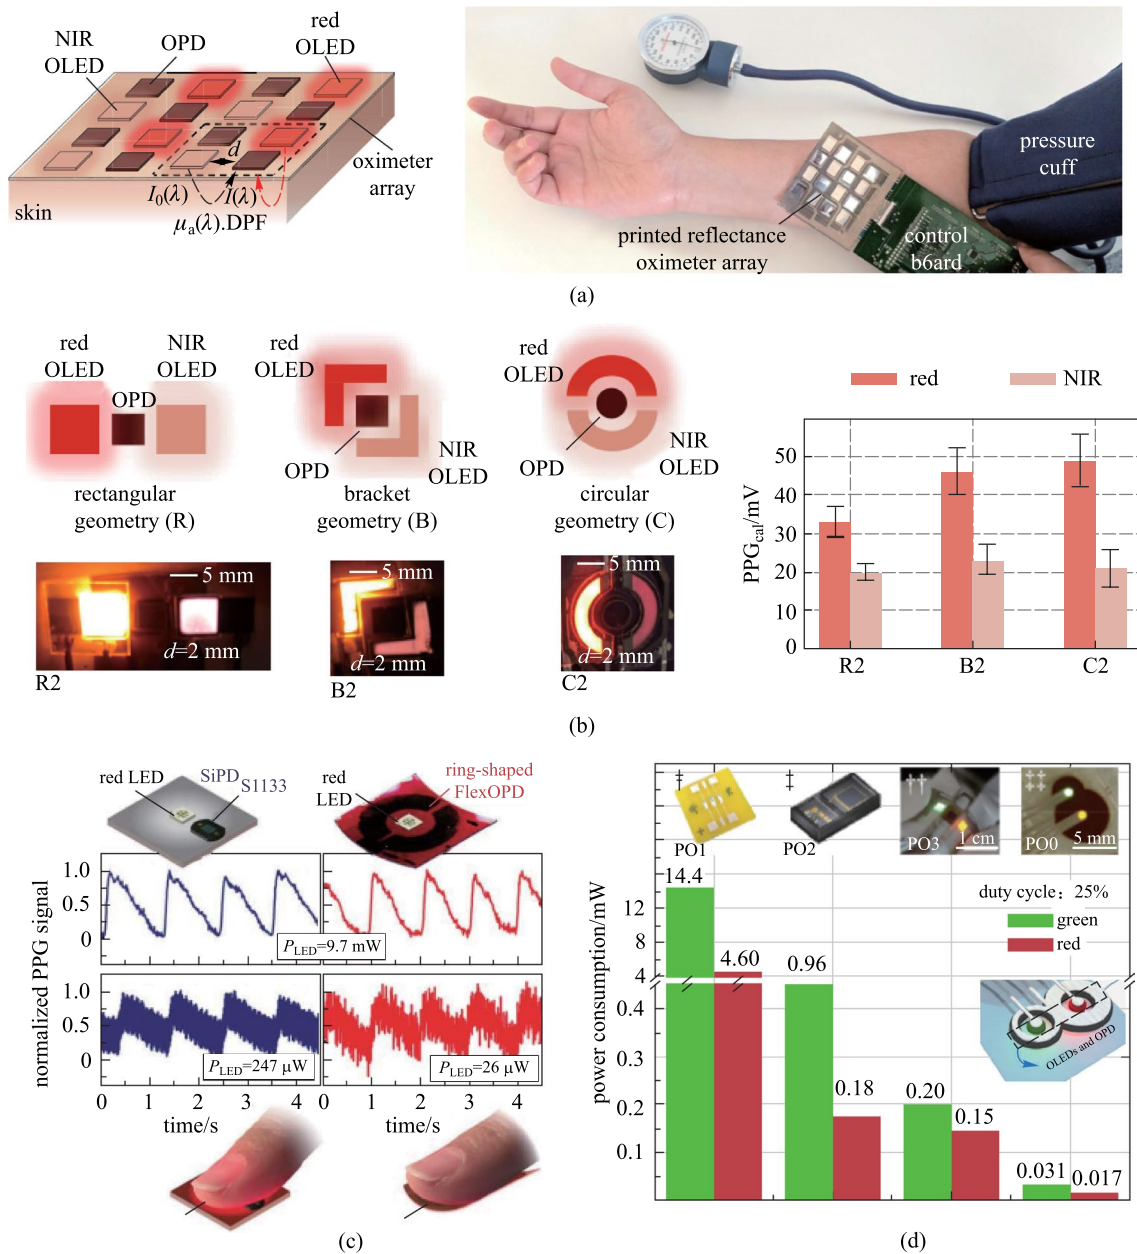 NIR
OLED
OPD
red
OLED
d
oximeter
array
I₀(λ)
I(λ)
μₐ(λ).DPF
skin
pressure
cuff
printed reflectance
oximeter array
control
b6ard
(a)
red
OLED
NIR
OLED
OPD
rectangular
geometry (R)
red
OLED
OPD
NIR
OLED
bracket
geometry (B)
red
OLED
OPD
NIR
OLED
circular
geometry (C)
5 mm
d=2 mm
R2
5 mm
d=2 mm
B2
5 mm
d=2 mm
C2
red
NIR
PPGcal/mV
50
40
30
20
10
0
R2
B2
C2
(b)
red LED
SiPD
S1133
red
LED
ring-shaped
FlexOPD
normalized PPG signal
1.0
0.5
0
P_LED=9.7 mW
1.0
0.5
0
P_LED=247 μW
P_LED=26 μW
0 1 2 3 4
0 1 2 3 4
time/s
time/s
(c)
power consumption/mW
12
8
4
0.4
0.3
0.2
0.1
‡
PO1
‡
PO2
††
PO3
1 cm
‡‡
PO0
5 mm
duty cycle: 25%
green
red
14.4
4.60
0.96
0.18
0.20
0.15
0.031
0.017
OLEDs and OPD
(d)